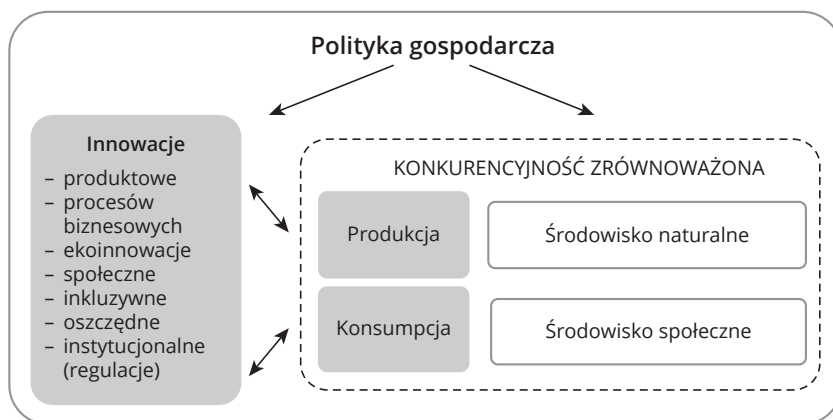 Polityka gospodarcza
Innowacje
– produktowe
– procesów
biznesowych
– ekoinnowacje
– społeczne
– inkluzywne
– oszczędne
– instytucjonalne
(regulacje)
KONKURENCYJNOŚĆ ZRÓWNOWAŻONA
Produkcja
Środowisko naturalne
Konsumpcja
Środowisko społeczne